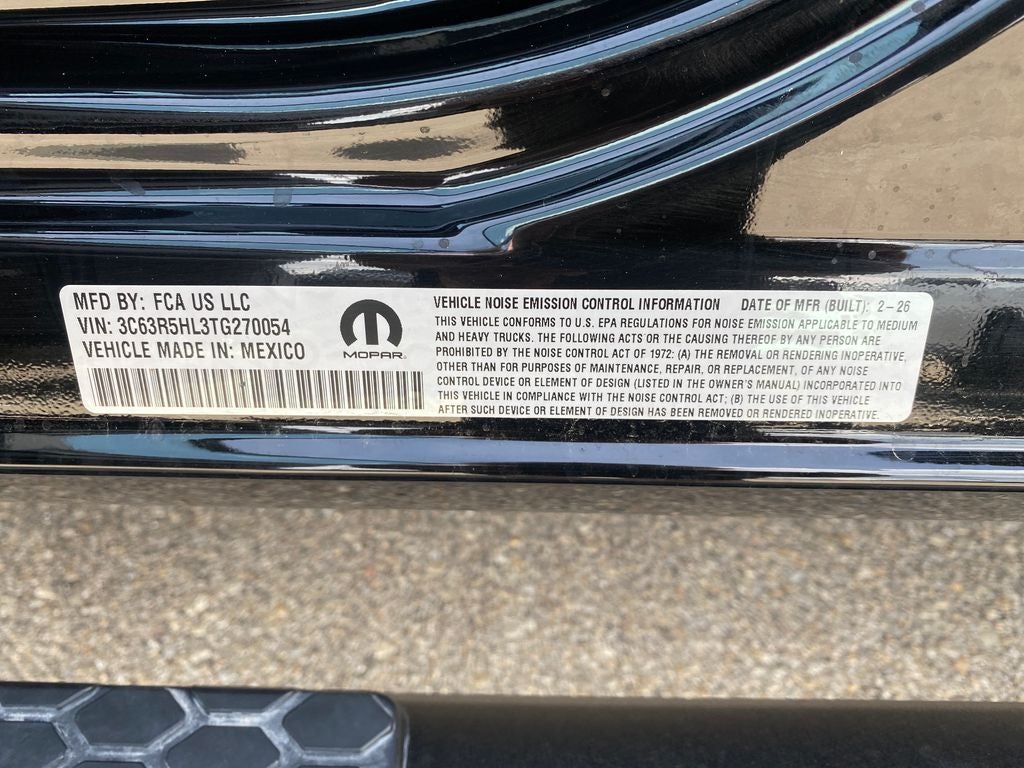 MFD BY: FCA US LLC
VIN: 3C63R5HL3TG270054
VEHICLE MADE IN: MEXICO
MOPAR
VEHICLE NOISE EMISSION CONTROL INFORMATION DATE OF MFR (BUILT): 2-26
THIS VEHICLE CONFORMS TO U.S. EPA REGULATIONS FOR NOISE EMISSION APPLICABLE TO MEDIUM
AND HEAVY TRUCKS. THE FOLLOWING ACTS OR THE CAUSING THEREOF BY ANY PERSON ARE
PROHIBITED BY THE NOISE CONTROL ACT OF 1972: (A) THE REMOVAL OR RENDERING INOPERATIVE,
OTHER THAN FOR PURPOSES OF MAINTENANCE, REPAIR, OR REPLACEMENT, OF ANY NOISE
CONTROL DEVICE OR ELEMENT OF DESIGN (LISTED IN THE OWNER'S MANUAL) INCORPORATED INTO
THIS VEHICLE IN COMPLIANCE WITH THE NOISE CONTROL ACT; (B) THE USE OF THIS VEHICLE
AFTER SUCH DEVICE OR ELEMENT OF DESIGN HAS BEEN REMOVED OR RENDERED INOPERATIVE.